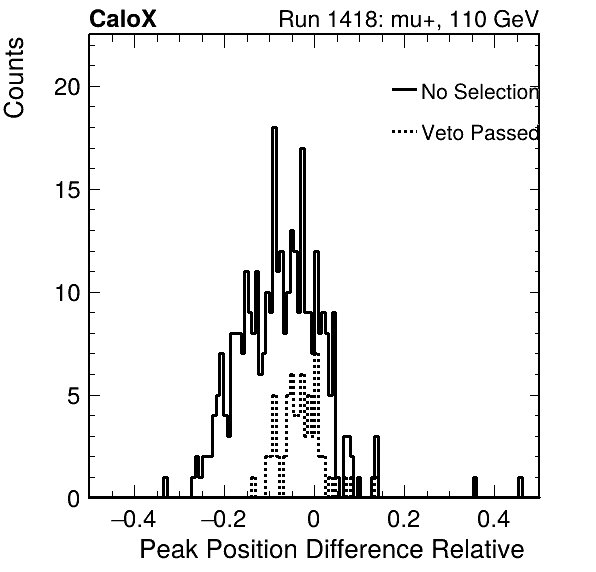 CaloX Run 1418: mu+, 110 GeV
Counts
No Selection
Veto Passed
20
15
10
5
0
−0.4 −0.2 0 0.2 0.4
Peak Position Difference Relative